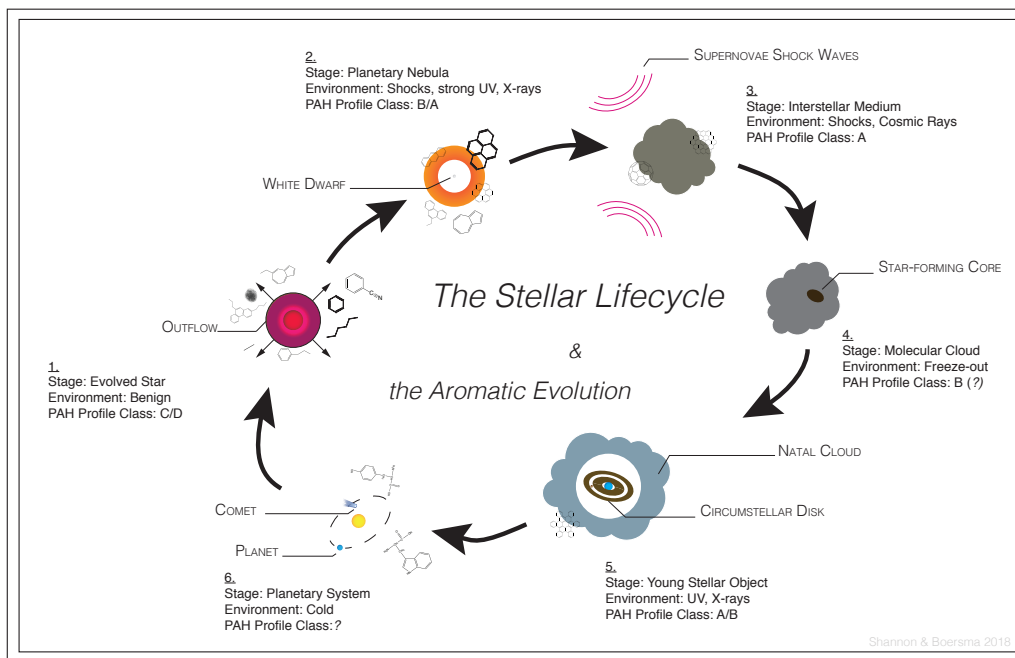 2.
Stage: Planetary Nebula
Environment: Shocks, strong UV, X-rays
PAH Profile Class: B/A
SUPERNOVAE SHOCK WAVES
3.
Stage: Interstellar Medium
Environment: Shocks, Cosmic Rays
PAH Profile Class: A
WHITE DWARF
STAR-FORMING CORE
The Stellar Lifecycle
&
the Aromatic Evolution
OUTFLOW
1.
Stage: Evolved Star
Environment: Benign
PAH Profile Class: C/D
4.
Stage: Molecular Cloud
Environment: Freeze-out
PAH Profile Class: B (?)
NATAL CLOUD
CIRCUMSTELLAR DISK
COMET
PLANET
5.
Stage: Young Stellar Object
Environment: UV, X-rays
PAH Profile Class: A/B
6.
Stage: Planetary System
Environment: Cold
PAH Profile Class:?
Shannon & Boersma 2018